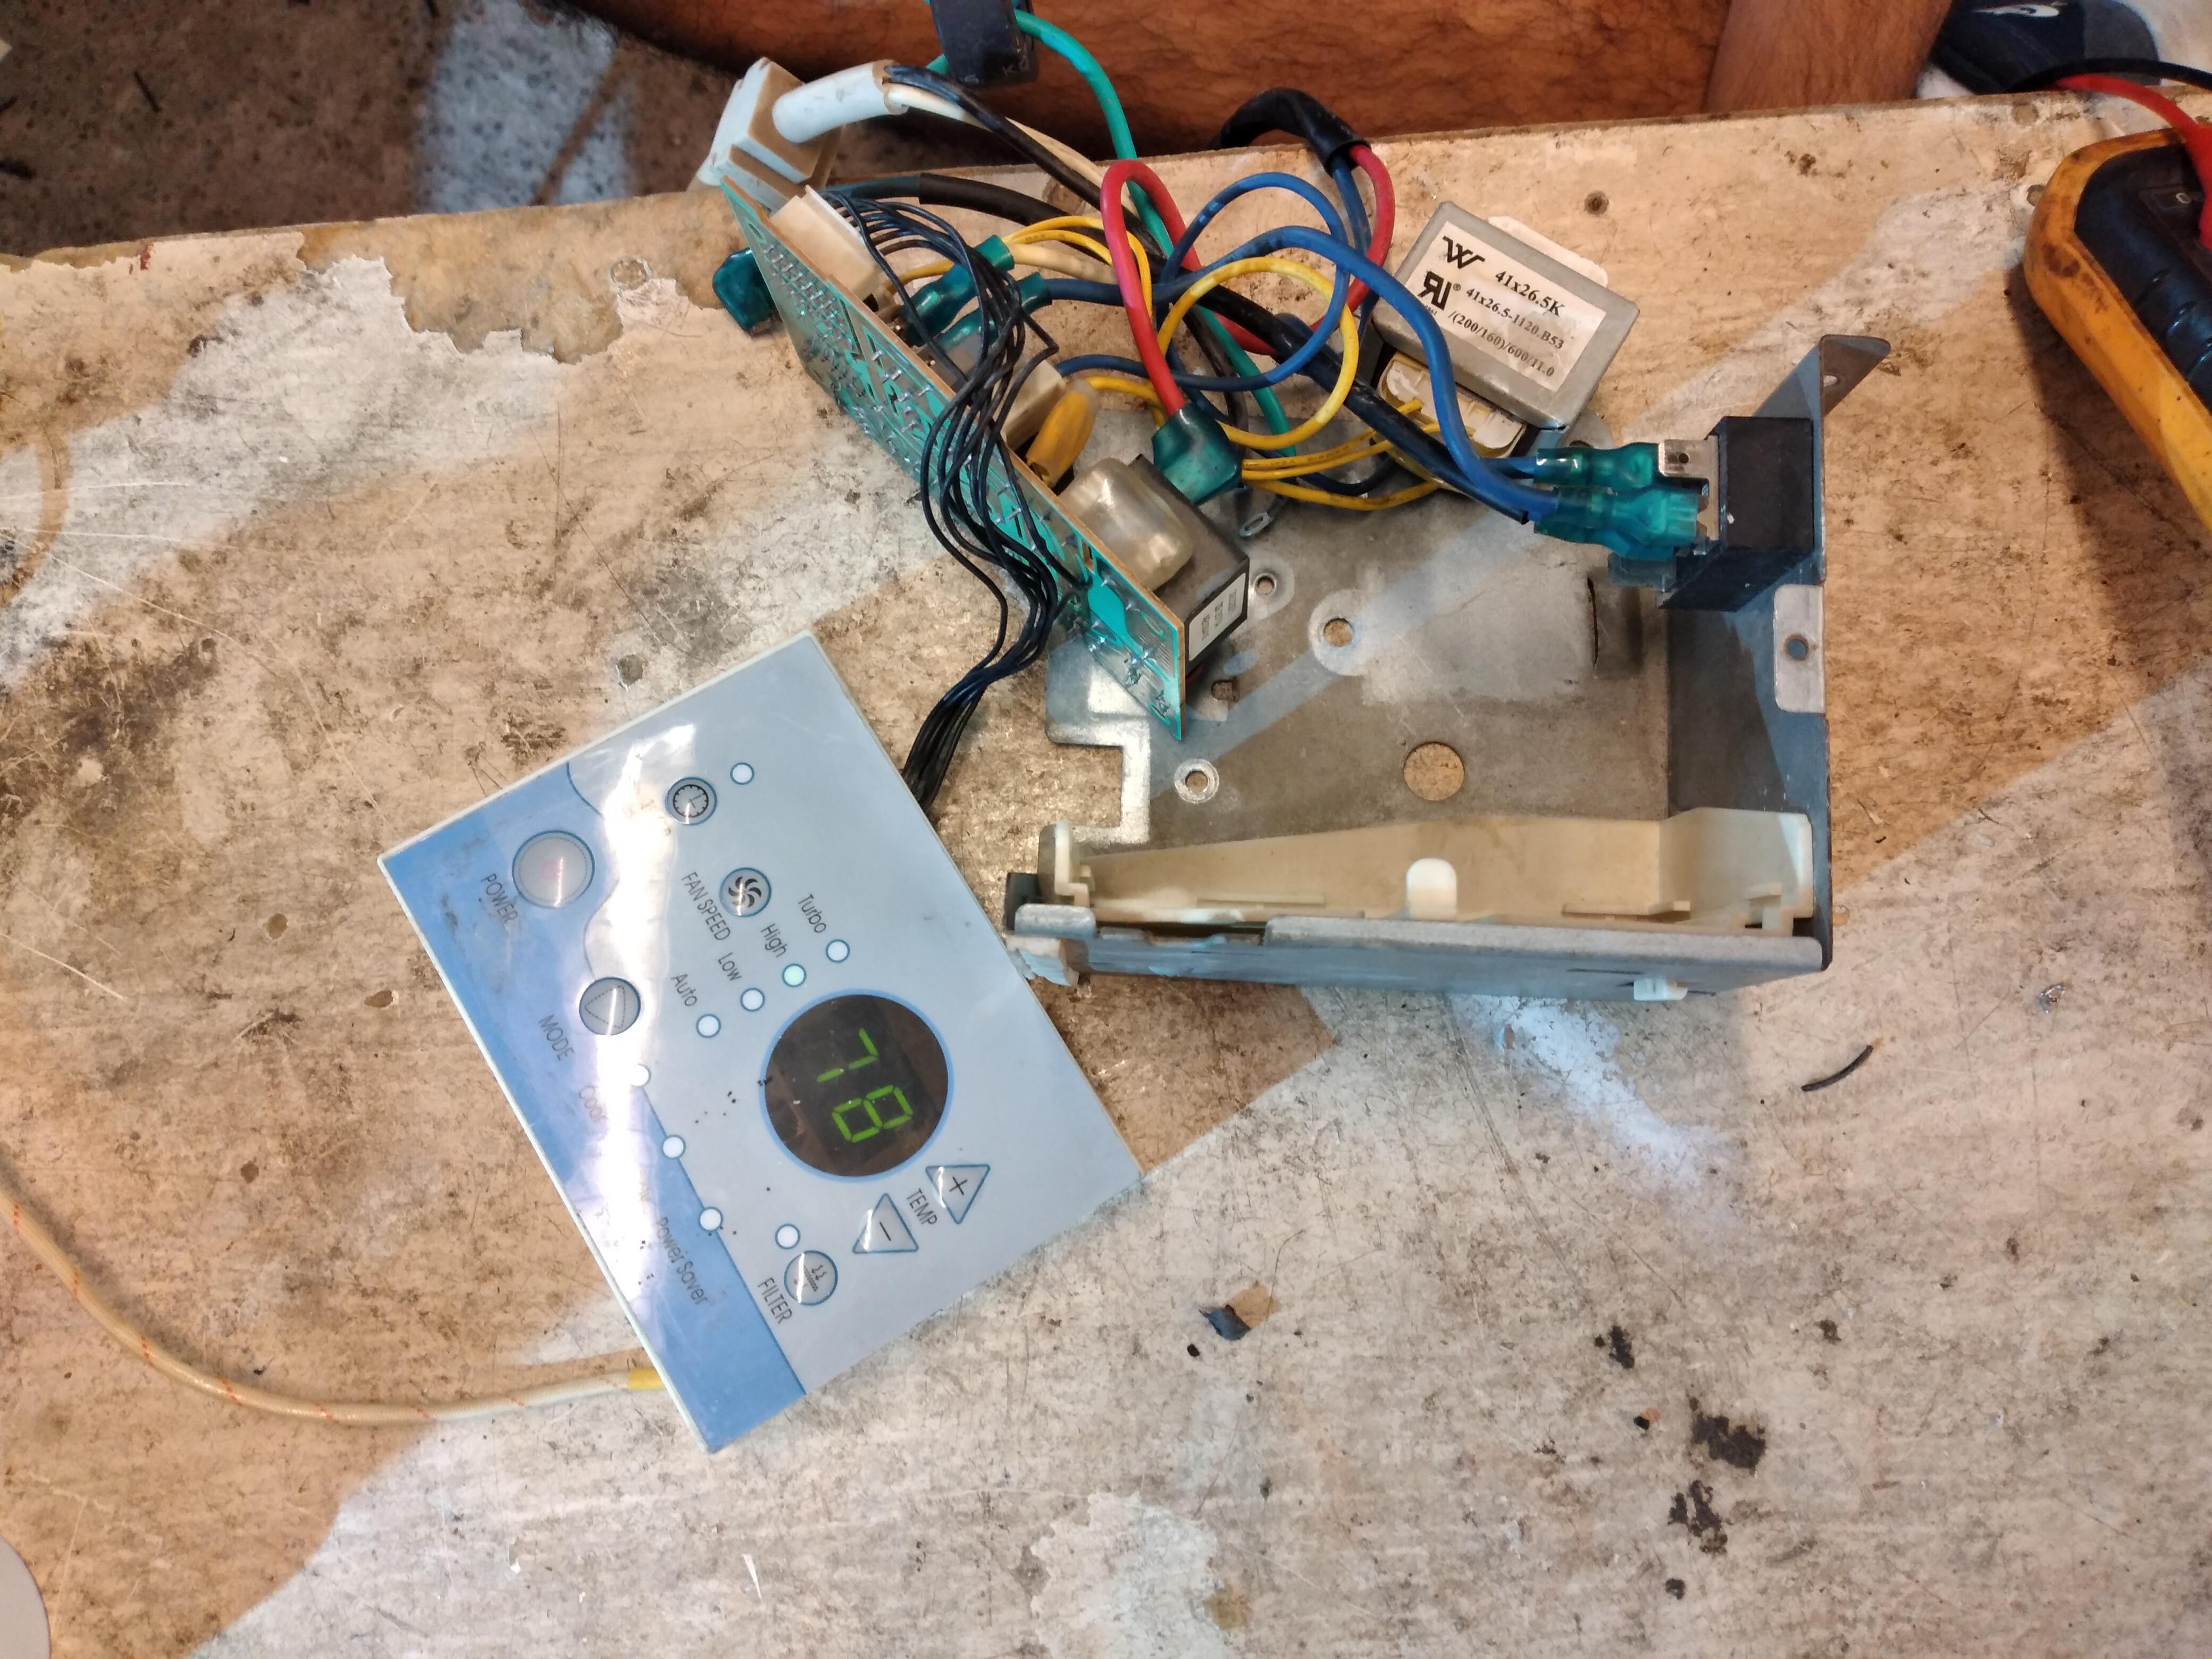 41x26.5K
41x26.5-1120.B53
/(200/160)/600/11.0
POWER
FAN SPEED
Turbo
High
Low
Auto
MODE
Cool
Power Saver
78
TEMP
+
-
FILTER